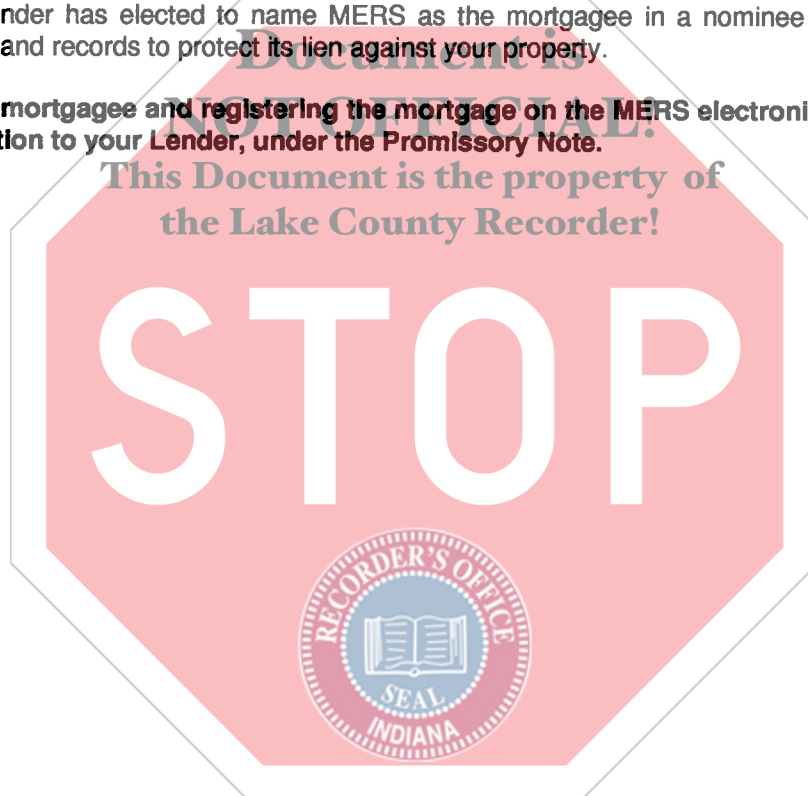 nder has elected to name MERS as the mortgagee in a nominee
and records to protect its lien against your property.
Document is
mortgagee and registering the mortgage on the MERS electroni
NOT OFFICIAL!
tion to your Lender, under the Promissory Note.
This Document is the property of
the Lake County Recorder!
STOP
RECORDER'S OFFICE
SEAL
INDIANA